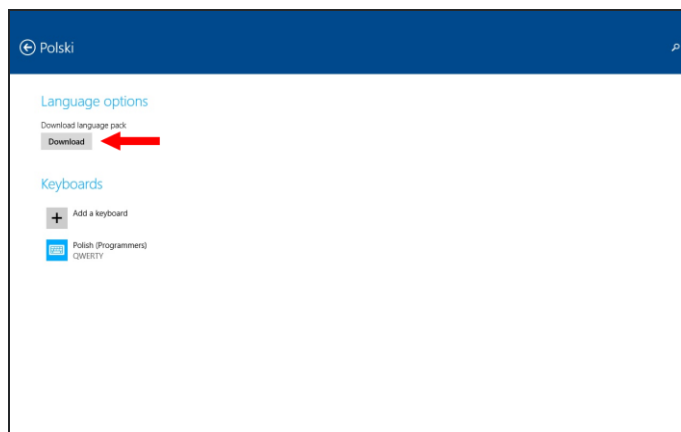 Polski
Language options
Download language pack
Download
Keyboards
Add a keyboard
Polish (Programmers)
QWERTY